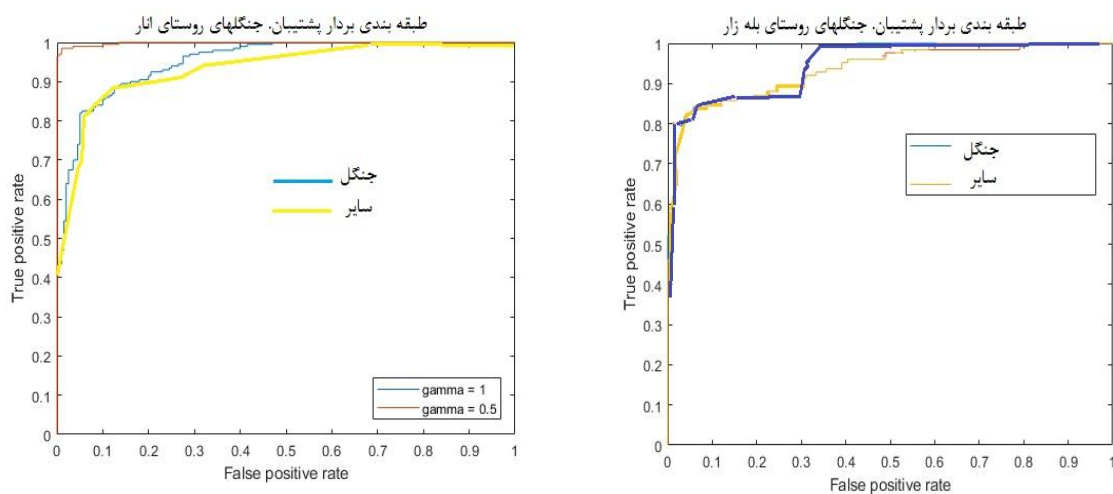 طبقه بندی بردار پشتیبان. جنگلهای روستای انار
True positive rate
1
0.9
0.8
0.7
0.6
0.5
0.4
0.3
0.2
0.1
0
جنگل
سایر
gamma = 1
gamma = 0.5
0 0.1 0.2 0.3 0.4 0.5 0.6 0.7 0.8 0.9 1
False positive rate
طبقه بندی بردار پشتیبان. جنگلهای روستای بله زار
True positive rate
1
0.9
0.8
0.7
0.6
0.5
0.4
0.3
0.2
0.1
0
جنگل
سایر
0 0.1 0.2 0.3 0.4 0.5 0.6 0.7 0.8 0.9 1
False positive rate